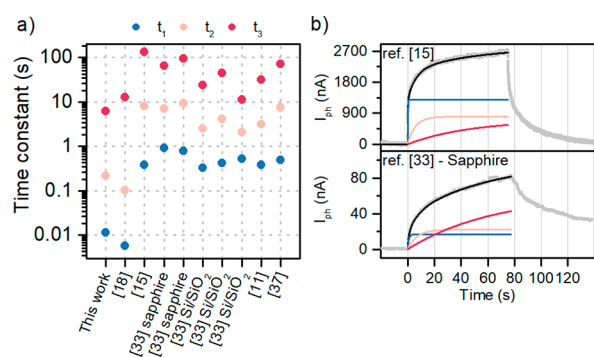 a)
t₁ t₂ t₃
Time constant (s)
100
10
1
0.1
0.01
This work
[18]
[15]
[33] sapphire
[33] sapphire
[33] Si/SiO₂
[33] Si/SiO₂
[33] Si/SiO₂
[11]
[37]
b)
ref. [15]
I_ph (nA)
2700
1800
900
0
ref. [33] - Sapphire
I_ph (nA)
80
40
0
0 20 40 60 80 100 120
Time (s)